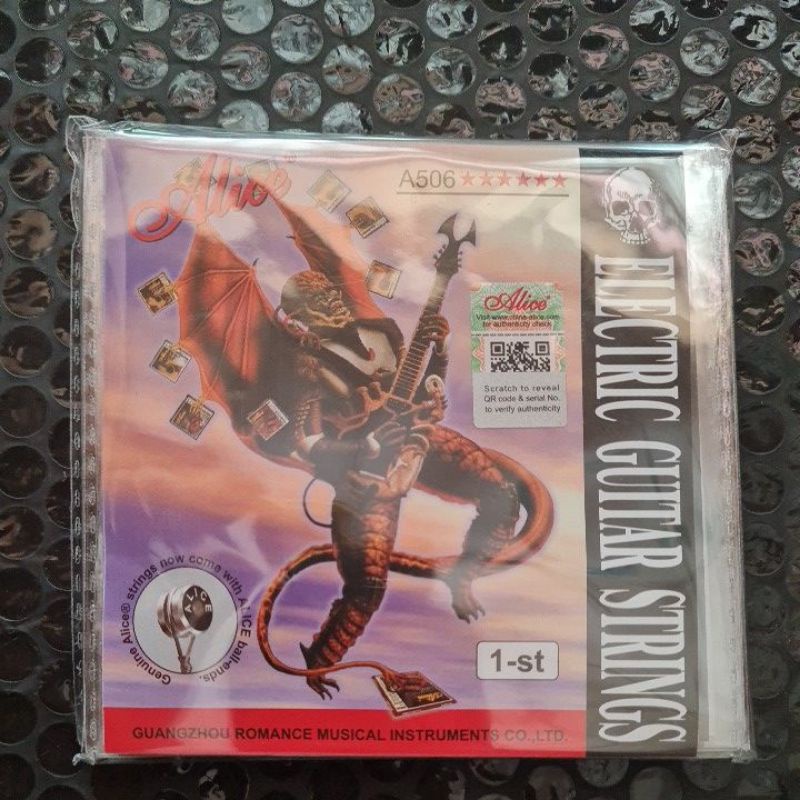 Alice®
A506
Alice®
Visit www.china-alice.com
for authenticity check
Scratch to reveal
QR code & serial No.
to verify authenticity
ELECTRIC GUITAR STRINGS
Genuine Alice® strings now come with ALICE ball-ends.
ALICE
1-st
GUANGZHOU ROMANCE MUSICAL INSTRUMENTS CO.,LTD.